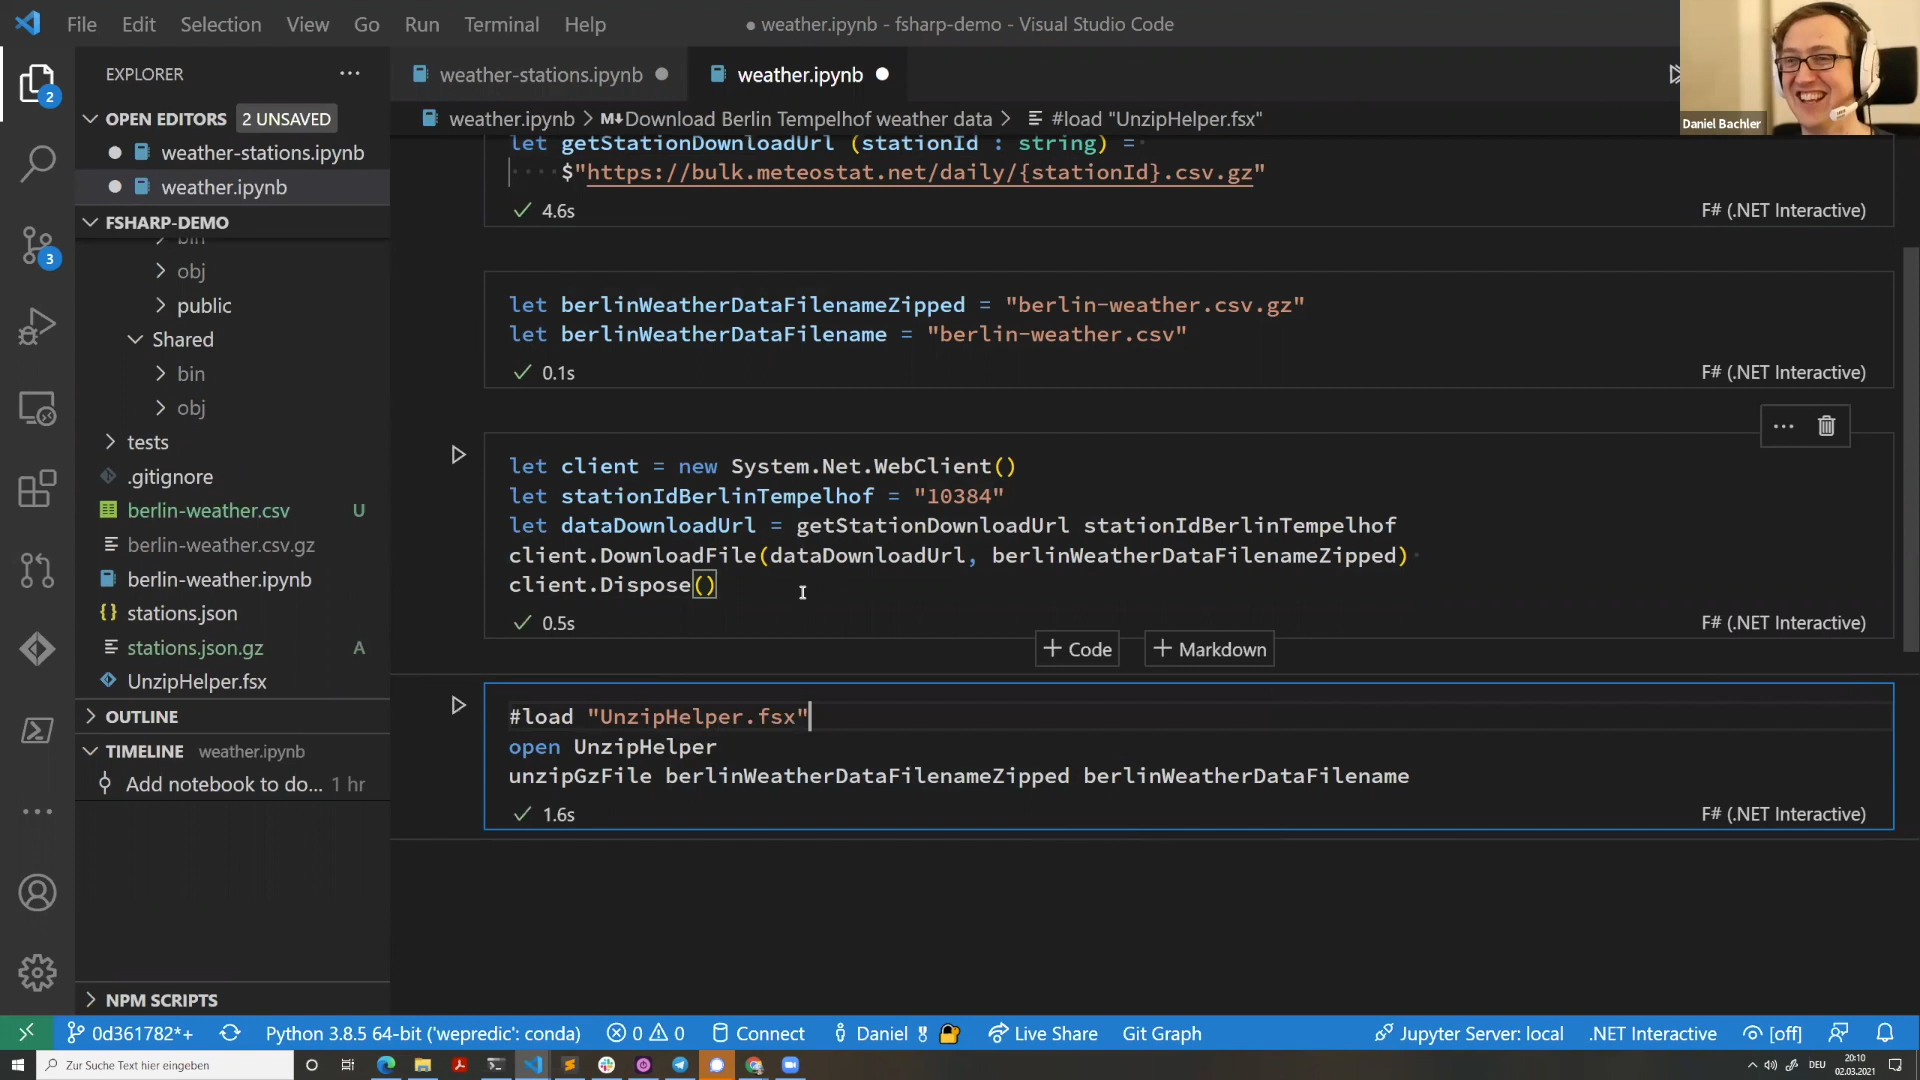 File Edit Selection View Go Run Terminal Help
● weather.ipynb - fsharp-demo - Visual Studio Code
Daniel Bachler
EXPLORER
2
OPEN EDITORS 2 UNSAVED
weather-stations.ipynb
weather.ipynb
FSHARP-DEMO
bin
obj
public
Shared
bin
obj
tests
.gitignore
berlin-weather.csv U
berlin-weather.csv.gz
berlin-weather.ipynb
stations.json
stations.json.gz A
UnzipHelper.fsx
OUTLINE
TIMELINE weather.ipynb
Add notebook to do... 1 hr
NPM SCRIPTS
3
weather-stations.ipynb
weather.ipynb
weather.ipynb > M↓Download Berlin Tempelhof weather data > #load "UnzipHelper.fsx"
let getStationDownloadUrl (stationId : string) =
$"https://bulk.meteostat.net/daily/{stationId}.csv.gz"
4.6s F# (.NET Interactive)
let berlinWeatherDataFilenameZipped = "berlin-weather.csv.gz"
let berlinWeatherDataFilename = "berlin-weather.csv"
0.1s F# (.NET Interactive)
let client = new System.Net.WebClient()
let stationIdBerlinTempelhof = "10384"
let dataDownloadUrl = getStationDownloadUrl stationIdBerlinTempelhof
client.DownloadFile(dataDownloadUrl, berlinWeatherDataFilenameZipped)
client.Dispose()
0.5s F# (.NET Interactive)
+ Code + Markdown
#load "UnzipHelper.fsx"
open UnzipHelper
unzipGzFile berlinWeatherDataFilenameZipped berlinWeatherDataFilename
1.6s F# (.NET Interactive)
0d361782*+ Python 3.8.5 64-bit ('wepredic': conda) 0 0 Connect Daniel Live Share Git Graph Jupyter Server: local .NET Interactive [off]
Zur Suche Text hier eingeben
DEU
20:10
02.03.2021